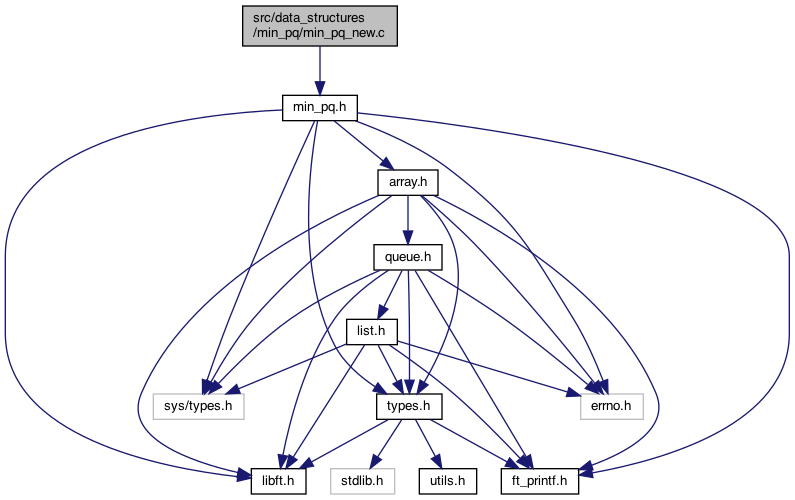 src/data_structures
/min_pq/min_pq_new.c
min_pq.h
array.h
queue.h
list.h
sys/types.h
types.h
errno.h
libft.h
stdlib.h
utils.h
ft_printf.h